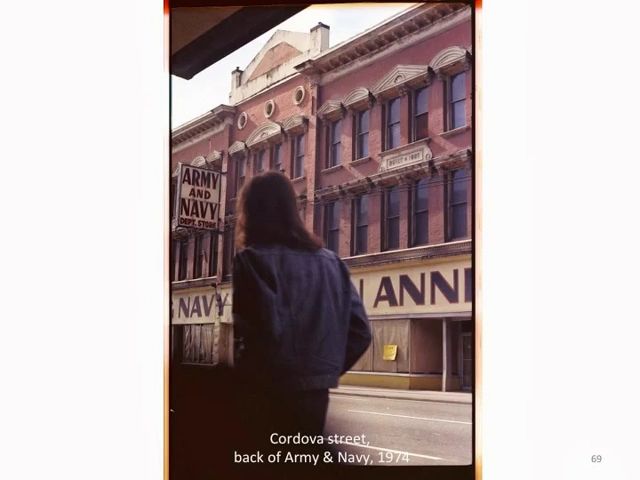 ARMY
AND
NAVY
DEPT. STORE
NAVY
N ANN
Cordova street,
back of Army & Navy, 1974
69